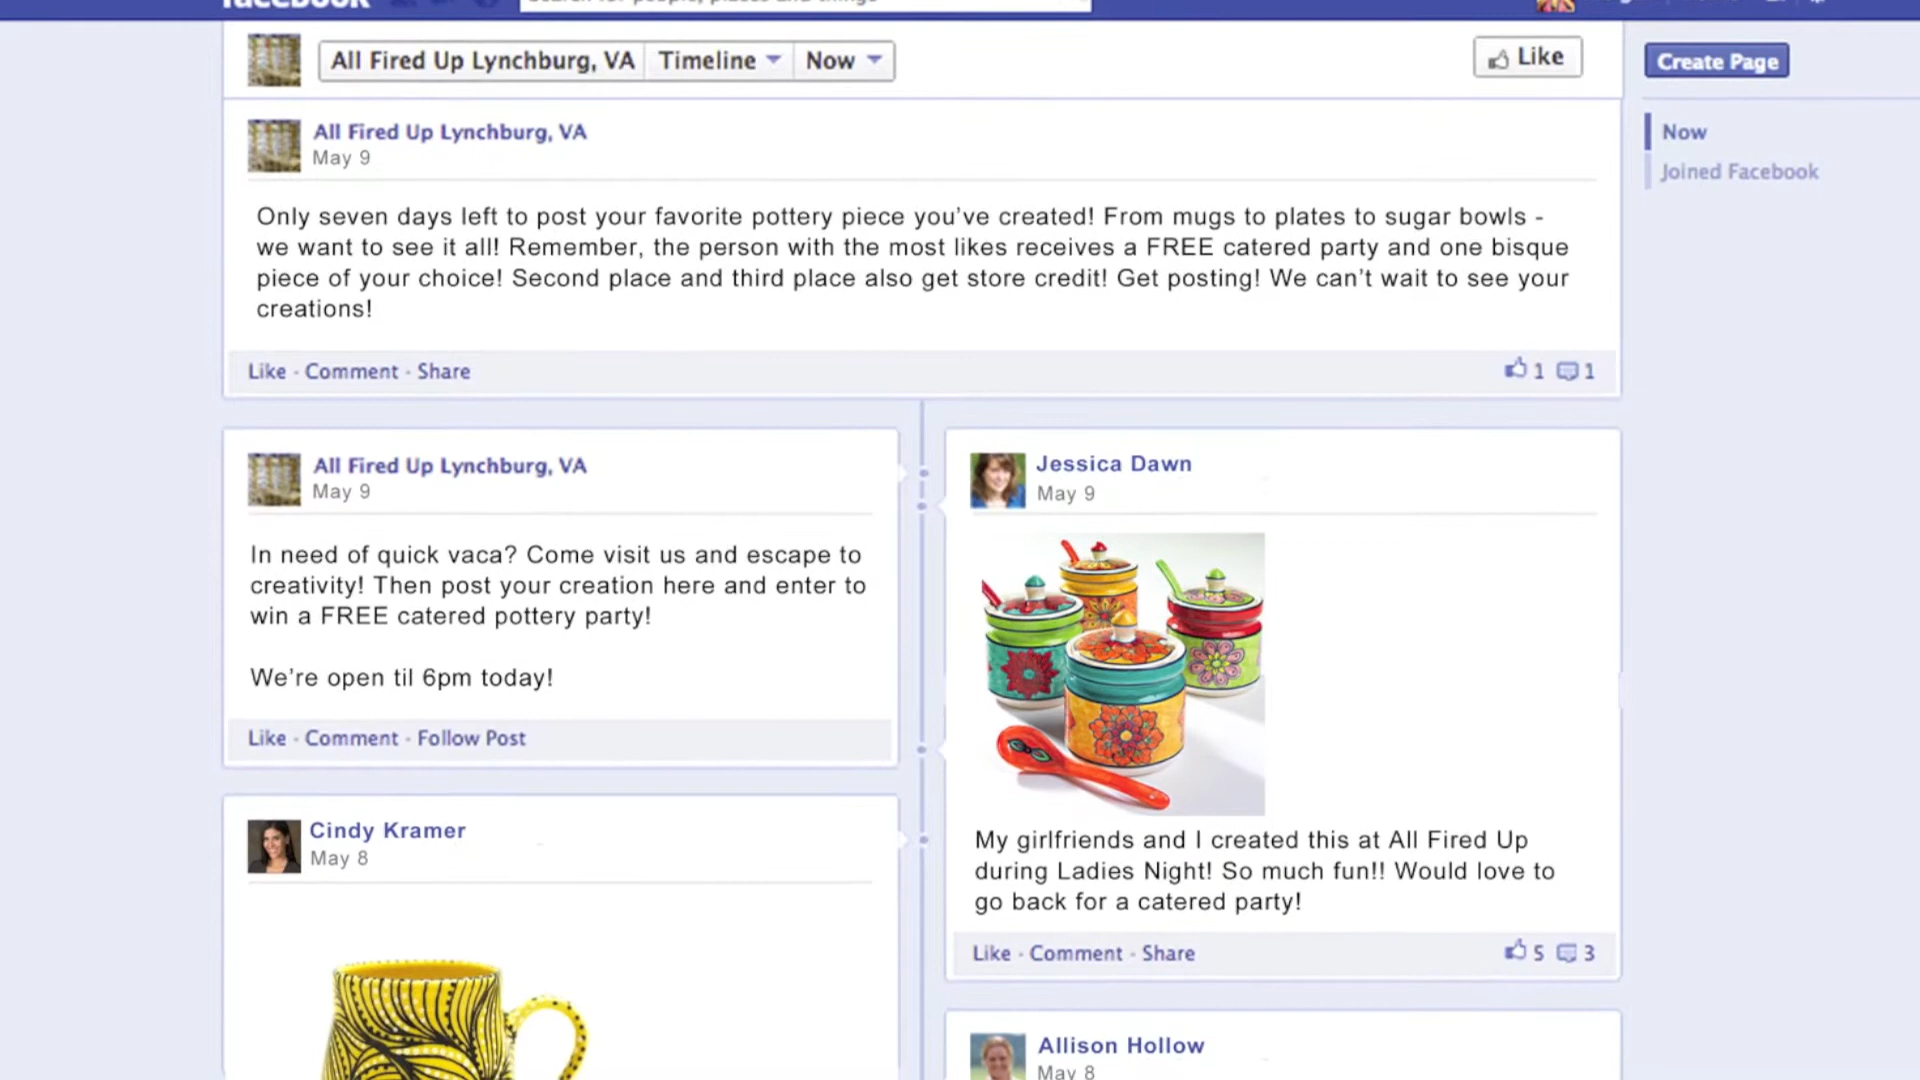 facebook
Search for people, places and things
All Fired Up Lynchburg, VA Timeline Now Like
Create Page
All Fired Up Lynchburg, VA
May 9
Now
Joined Facebook
Only seven days left to post your favorite pottery piece you've created! From mugs to plates to sugar bowls -
we want to see it all! Remember, the person with the most likes receives a FREE catered party and one bisque
piece of your choice! Second place and third place also get store credit! Get posting! We can't wait to see your
creations!
Like · Comment · Share 1 1
All Fired Up Lynchburg, VA
May 9
In need of quick vaca? Come visit us and escape to
creativity! Then post your creation here and enter to
win a FREE catered pottery party!
We're open til 6pm today!
Like · Comment · Follow Post
Jessica Dawn
May 9
My girlfriends and I created this at All Fired Up
during Ladies Night! So much fun!! Would love to
go back for a catered party!
Like · Comment · Share 5 3
Cindy Kramer
May 8
Allison Hollow
May 8